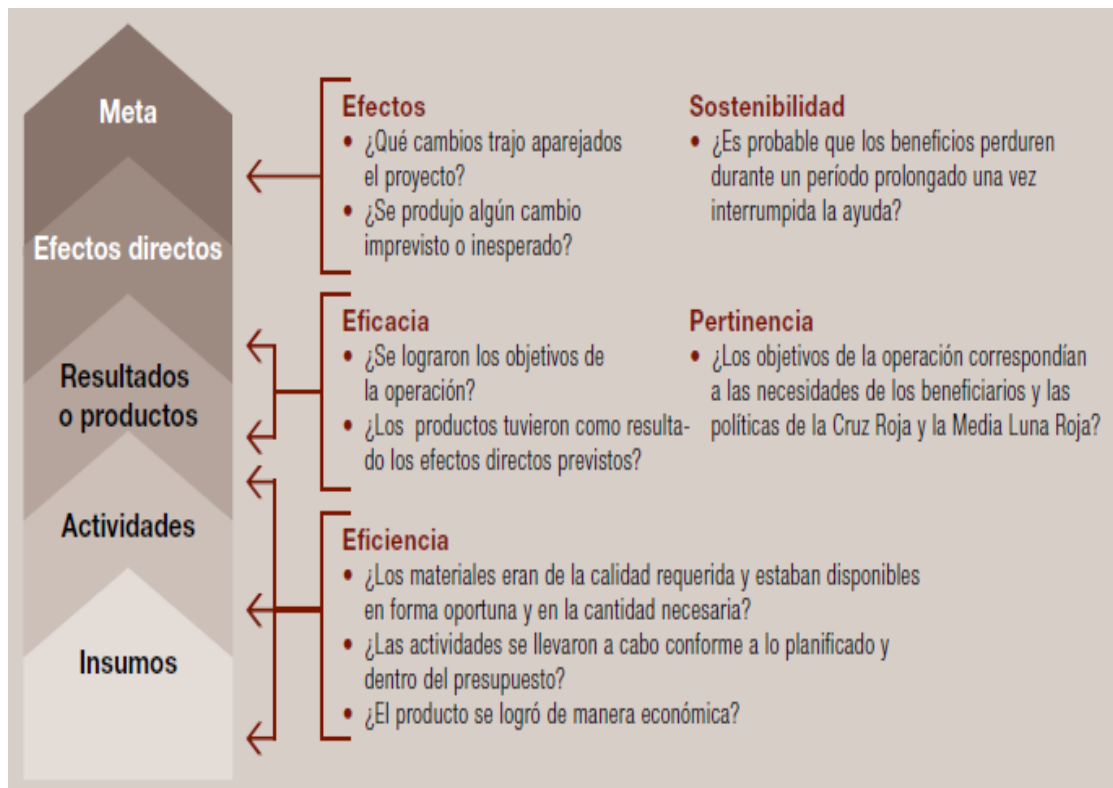 Meta
Efectos directos
Resultados
o productos
Actividades
Insumos
Efectos
• ¿Qué cambios trajo aparejados
el proyecto?
• ¿Se produjo algún cambio
imprevisto o inesperado?
Sostenibilidad
• ¿Es probable que los beneficios perduren
durante un período prolongado una vez
interrumpida la ayuda?
Eficacia
• ¿Se lograron los objetivos de
la operación?
• ¿Los productos tuvieron como resulta-
do los efectos directos previstos?
Pertinencia
• ¿Los objetivos de la operación correspondían
a las necesidades de los beneficiarios y las
políticas de la Cruz Roja y la Media Luna Roja?
Eficiencia
• ¿Los materiales eran de la calidad requerida y estaban disponibles
en forma oportuna y en la cantidad necesaria?
• ¿Las actividades se llevaron a cabo conforme a lo planificado y
dentro del presupuesto?
• ¿El producto se logró de manera económica?